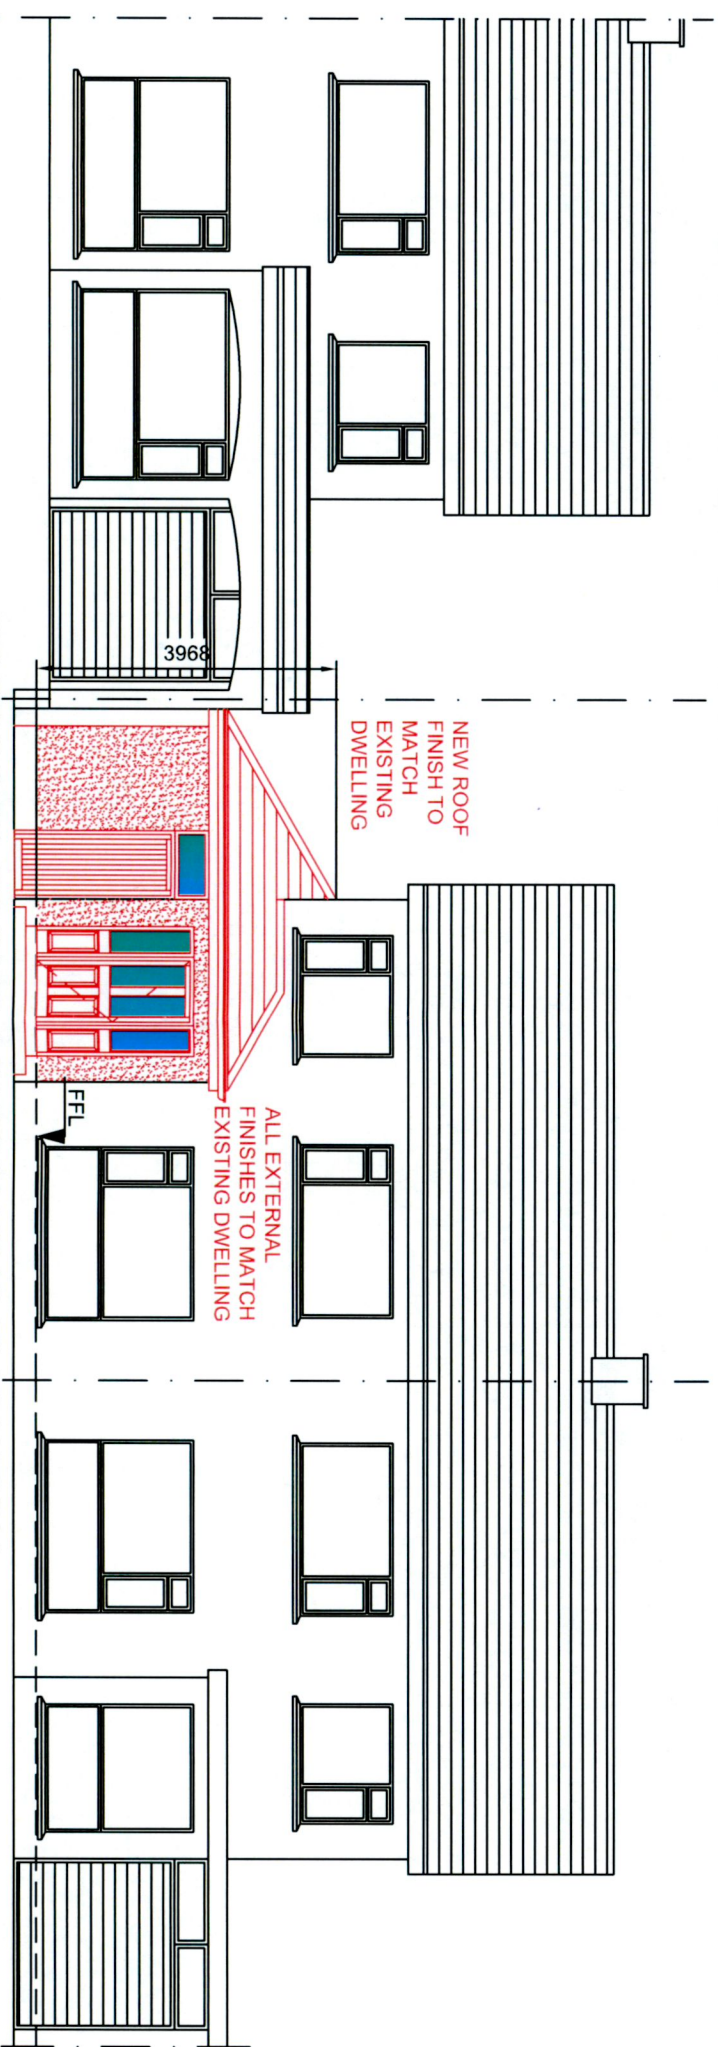 3968
NEW ROOF
FINISH TO
MATCH
EXISTING
DWELLING
ALL EXTERNAL
FINISHES TO MATCH
EXISTING DWELLING
FFL